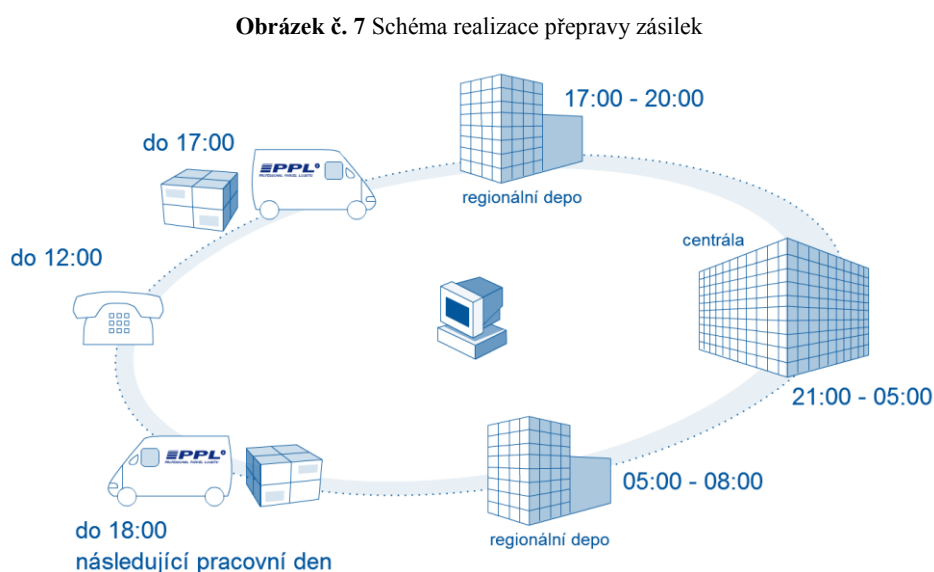 Obrázek č. 7 Schéma realizace přepravy zásilek
17:00 - 20:00
do 17:00
PPL
regionální depo
centrála
do 12:00
21:00 - 05:00
PPL
05:00 - 08:00
do 18:00
regionální depo
následující pracovní den